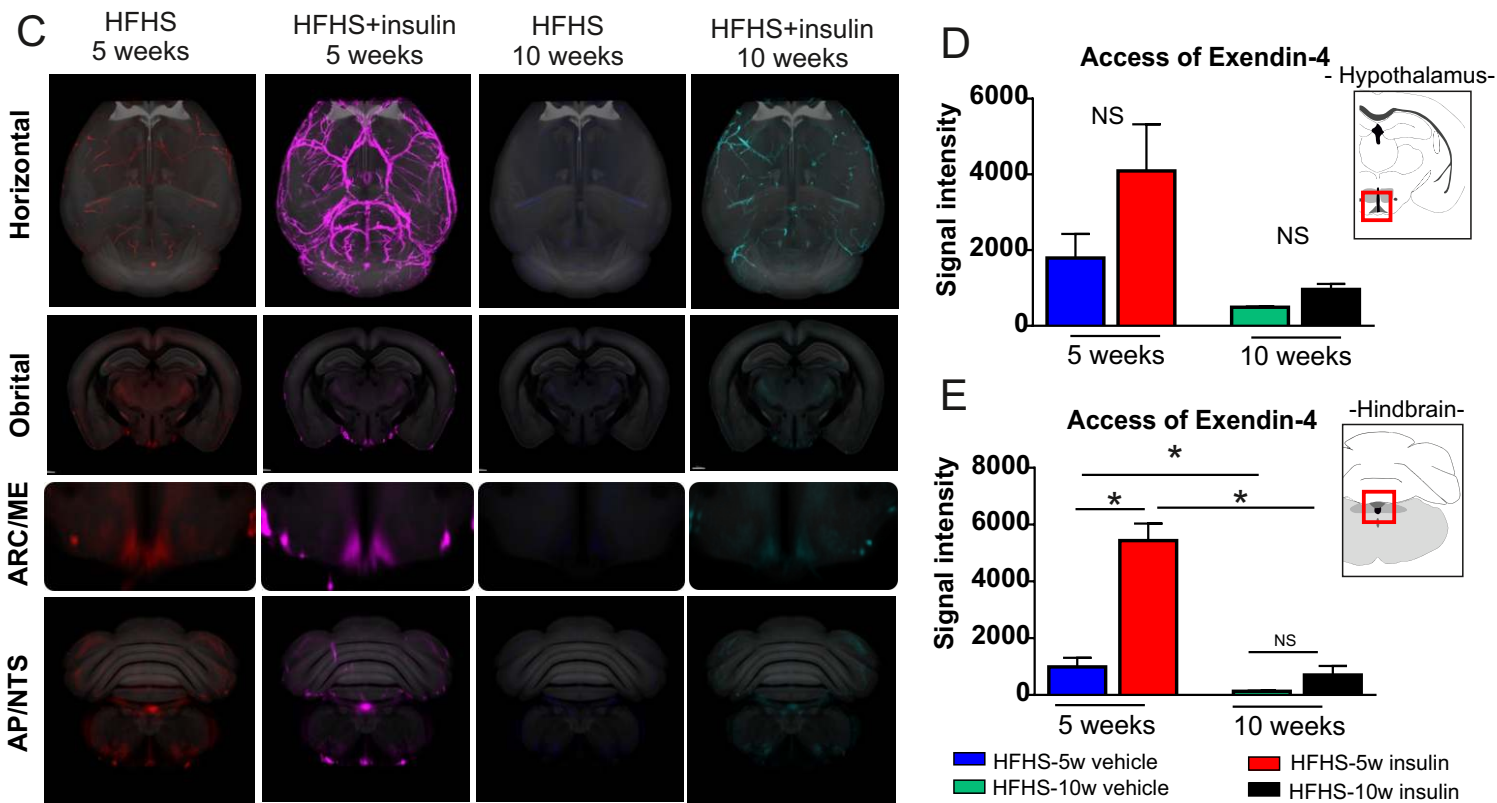 C
HFHS
5 weeks
HFHS+insulin
5 weeks
HFHS
10 weeks
HFHS+insulin
10 weeks
Horizontal
Obrital
ARC/ME
AP/NTS
D
Access of Exendin-4
- Hypothalamus-
Signal intensity
6000
4000
2000
0
NS
NS
5 weeks
10 weeks
E
Access of Exendin-4
-Hindbrain-
Signal intensity
8000
6000
4000
2000
0
*
*
*
NS
5 weeks
10 weeks
HFHS-5w vehicle
HFHS-5w insulin
HFHS-10w vehicle
HFHS-10w insulin